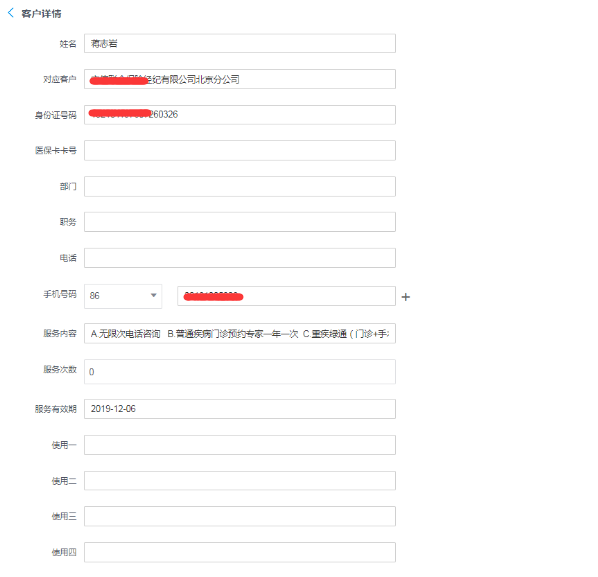 客户详情
姓名 蒋志岩
对应客户 经纪有限公司北京分公司
身份证号码 260326
医保卡卡号
部门
职务
电话
手机号码 86 +
服务内容 A.无限次电话咨询 B.普通疾病门诊预约专家一年一次 C.重疾绿通（门诊+手
服务次数 0
服务有效期 2019-12-06
使用一
使用二
使用三
使用四